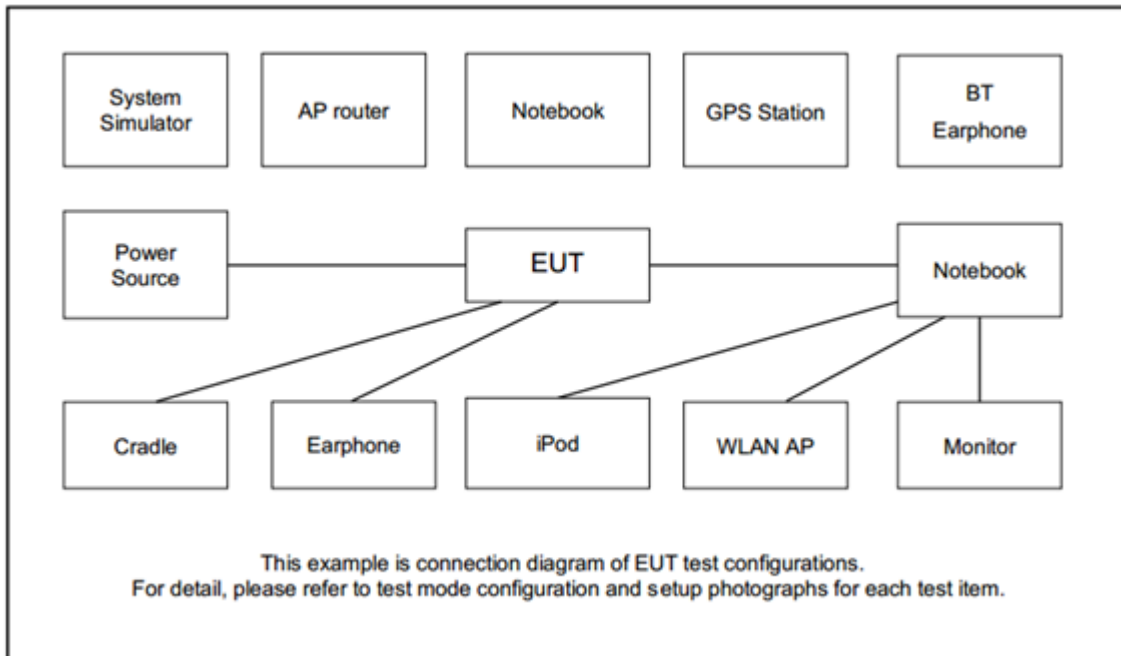 System
Simulator
AP router
Notebook
GPS Station
BT
Earphone
Power
Source
EUT
Notebook
Cradle
Earphone
iPod
WLAN AP
Monitor
This example is connection diagram of EUT test configurations.
For detail, please refer to test mode configuration and setup photographs for each test item.